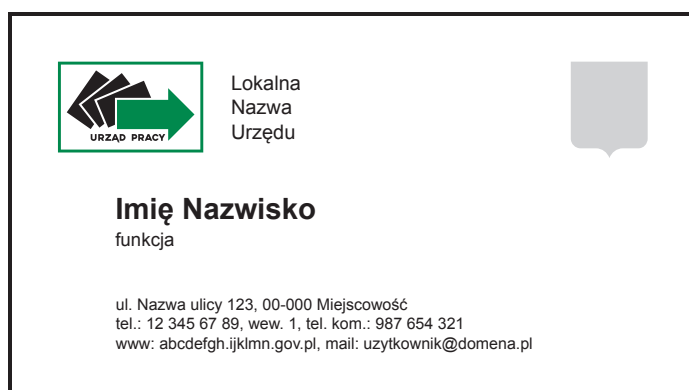 URZĄD PRACY
Lokalna
Nazwa
Urzędu
Imię Nazwisko
funkcja
ul. Nazwa ulicy 123, 00-000 Miejscowość
tel.: 12 345 67 89, wew. 1, tel. kom.: 987 654 321
www: abcdefgh.ijklmn.gov.pl, mail: uzytkownik@domena.pl